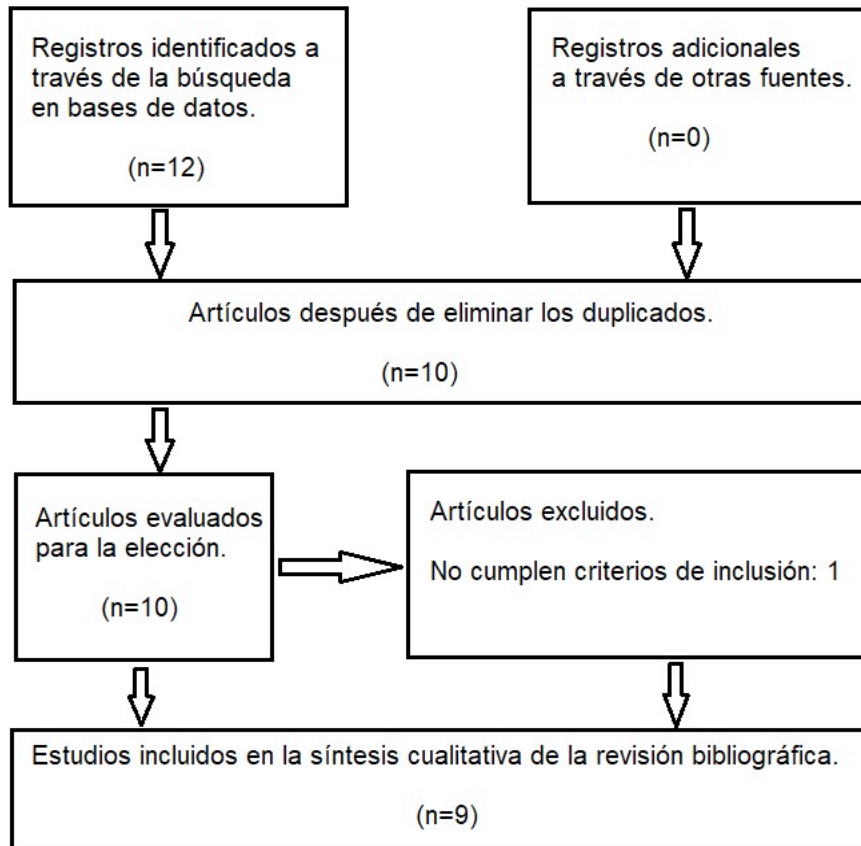 Registros identificados a
través de la búsqueda
en bases de datos.
(n=12)
Registros adicionales
a través de otras fuentes.
(n=0)
Artículos después de eliminar los duplicados.
(n=10)
Artículos evaluados
para la elección.
(n=10)
Artículos excluidos.
No cumplen criterios de inclusión: 1
Estudios incluidos en la síntesis cualitativa de la revisión bibliográfica.
(n=9)